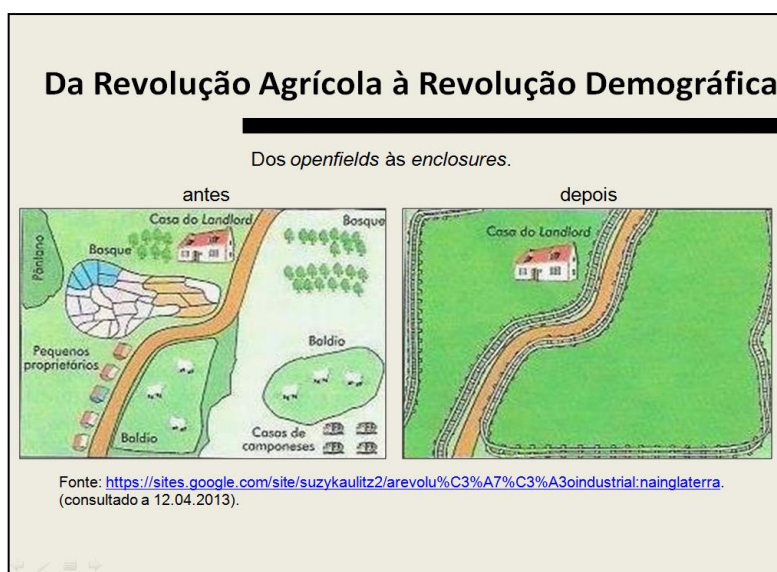 Da Revolução Agrícola à Revolução Demográfica
Dos openfields às enclosures.
antes
depois
Casa do Landlord
Bosque
Bosque
Pântano
Pequenos
proprietários
Baldio
Baldio
Casas de
camponeses
Casa do Landlord
Fonte: https://sites.google.com/site/suzykaulitz2/arevolu%C3%A7%C3%A3oindustrial:nainglaterra.
(consultado a 12.04.2013).